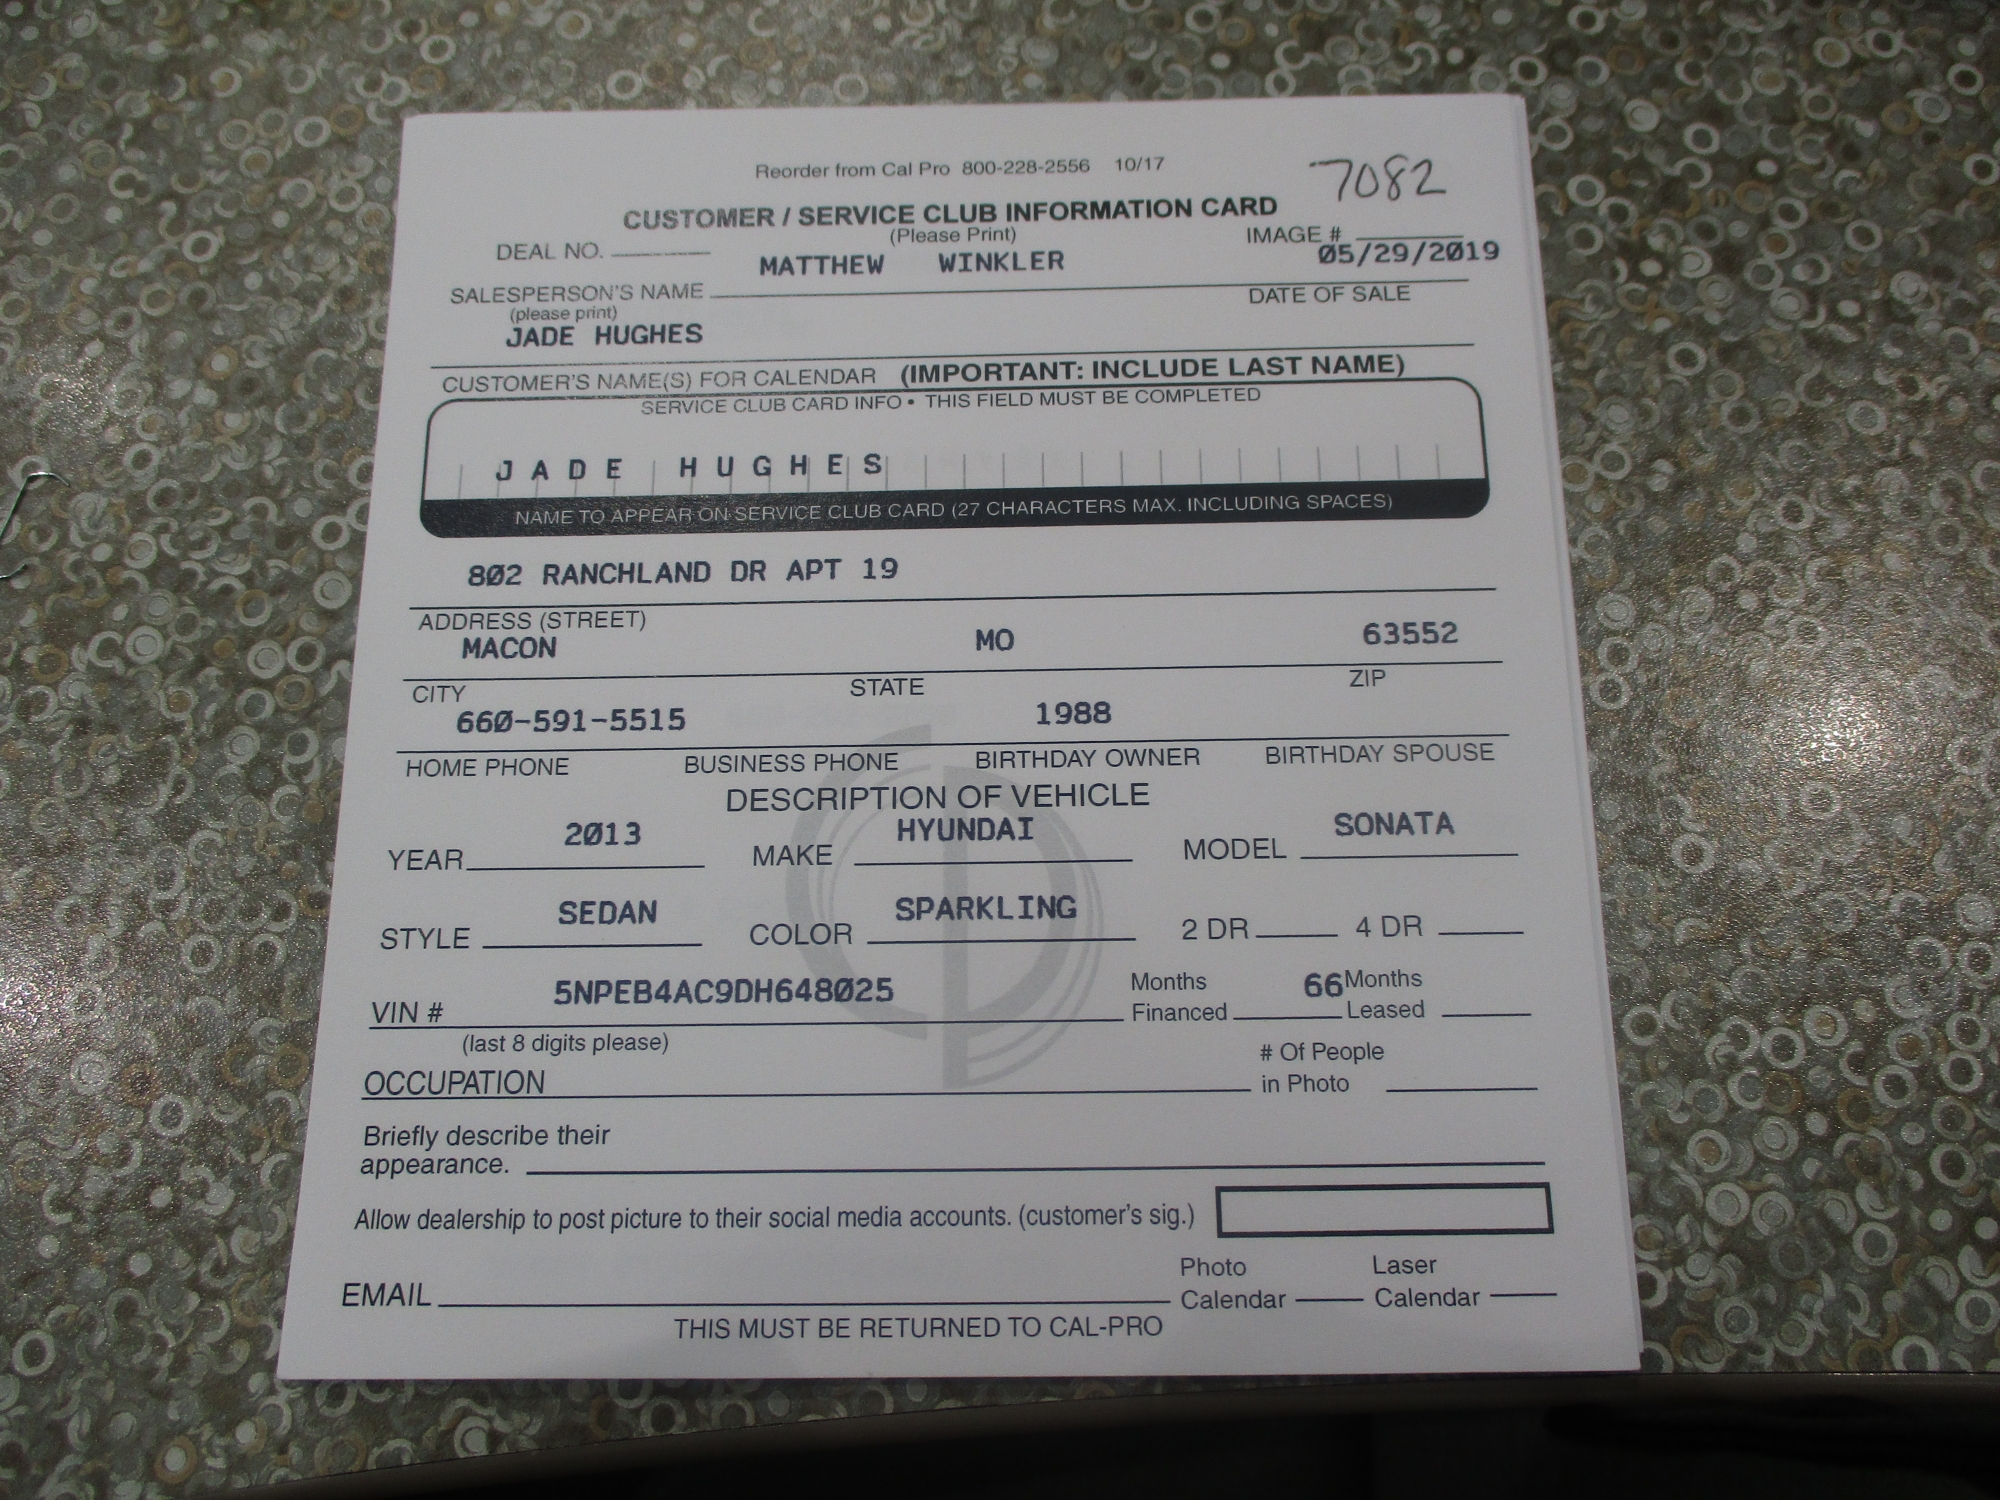 Reorder from Cal Pro 800-228-2556 10/17
7082
CUSTOMER / SERVICE CLUB INFORMATION CARD
(Please Print)
DEAL NO.
IMAGE #
MATTHEW WINKLER
05/29/2019
SALESPERSON'S NAME
DATE OF SALE
(please print)
JADE HUGHES
CUSTOMER'S NAME(S) FOR CALENDAR (IMPORTANT: INCLUDE LAST NAME)
SERVICE CLUB CARD INFO • THIS FIELD MUST BE COMPLETED
JADE HUGHES
NAME TO APPEAR ON SERVICE CLUB CARD (27 CHARACTERS MAX. INCLUDING SPACES)
802 RANCHLAND DR APT 19
ADDRESS (STREET)
MACON MO 63552
CITY STATE ZIP
660-591-5515 1988
HOME PHONE BUSINESS PHONE BIRTHDAY OWNER BIRTHDAY SPOUSE
DESCRIPTION OF VEHICLE
YEAR 2013 MAKE HYUNDAI MODEL SONATA
STYLE SEDAN COLOR SPARKLING 2 DR 4 DR
VIN # 5NPEB4AC9DH648025 Months Financed 66 Months Leased
(last 8 digits please)
OCCUPATION # Of People in Photo
Briefly describe their
appearance.
Allow dealership to post picture to their social media accounts. (customer's sig.)
EMAIL Photo Calendar Laser Calendar
THIS MUST BE RETURNED TO CAL-PRO